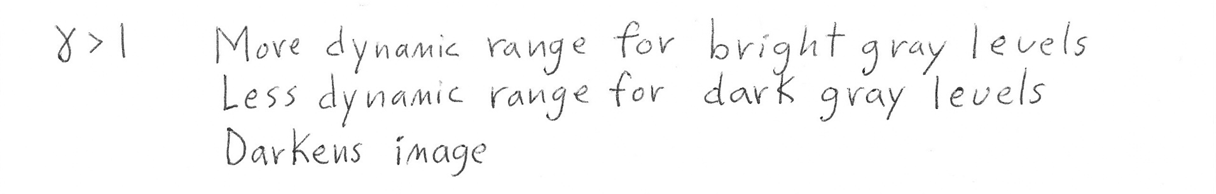 γ > 1 More dynamic range for bright gray levels
Less dynamic range for dark gray levels
Darkens image